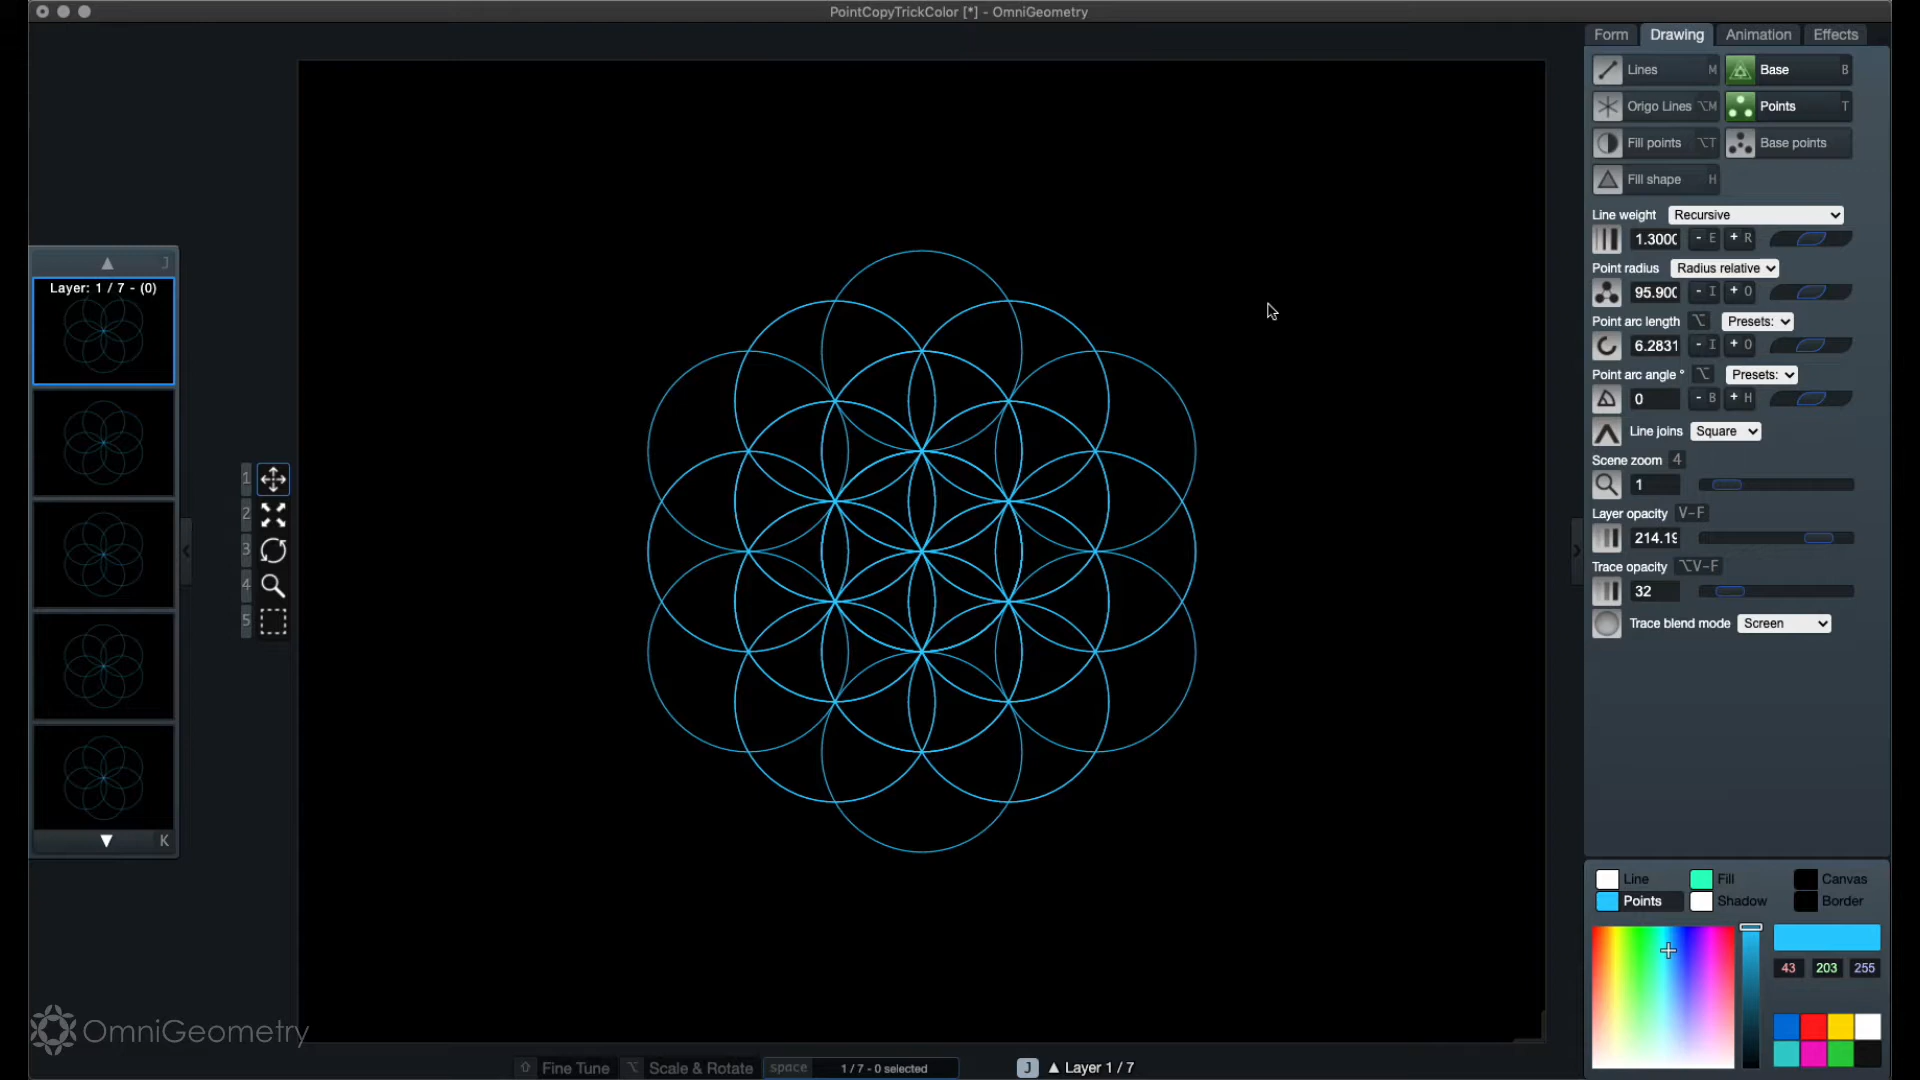 PointCopyTrickColor [*] - OmniGeometry
Form Drawing Animation Effects
Lines M Base B
Origo Lines ⌥M Points T
Fill points ⌥T Base points
Fill shape H
Line weight Recursive
1.3000 - E + R
Point radius Radius relative
95.900 - I + O
Point arc length ⌥ Presets:
6.2831 - I + O
Point arc angle ° ⌥ Presets:
0 - B + H
Line joins Square
Scene zoom 4
1
Layer opacity V-F
214.19
Trace opacity ⌥V-F
32
Trace blend mode Screen
J
Layer: 1 / 7 - (0)
K
1
2
3
4
5
Line Fill Canvas
Points Shadow Border
43 203 255
OmniGeometry
⇧ Fine Tune ⌥ Scale & Rotate space 1/7 - 0 selected J ▲ Layer 1 / 7